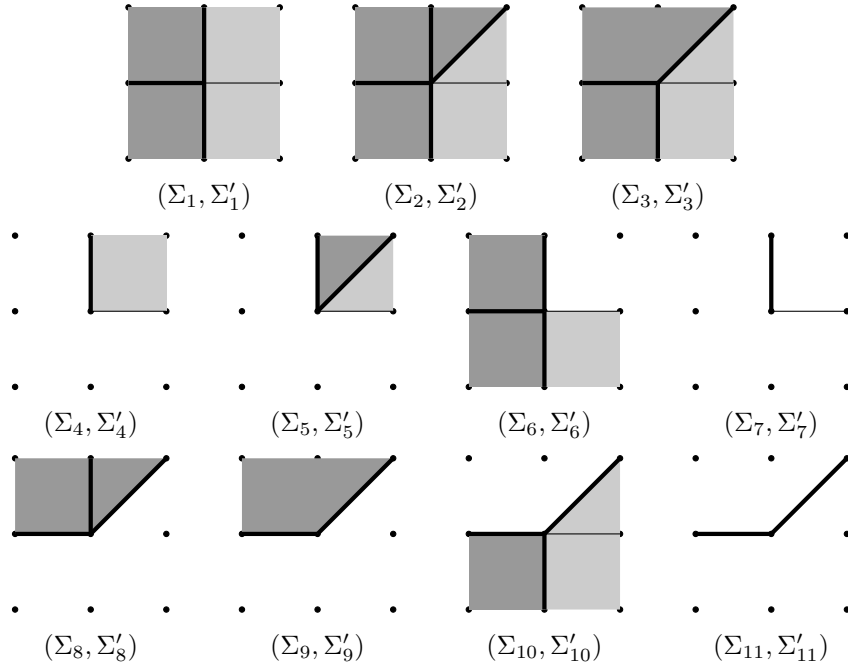 (Σ₁, Σ′₁) (Σ₂, Σ′₂) (Σ₃, Σ′₃)
(Σ₄, Σ′₄) (Σ₅, Σ′₅) (Σ₆, Σ′₆) (Σ₇, Σ′₇)
(Σ₈, Σ′₈) (Σ₉, Σ′₉) (Σ₁₀, Σ′₁₀) (Σ₁₁, Σ′₁₁)